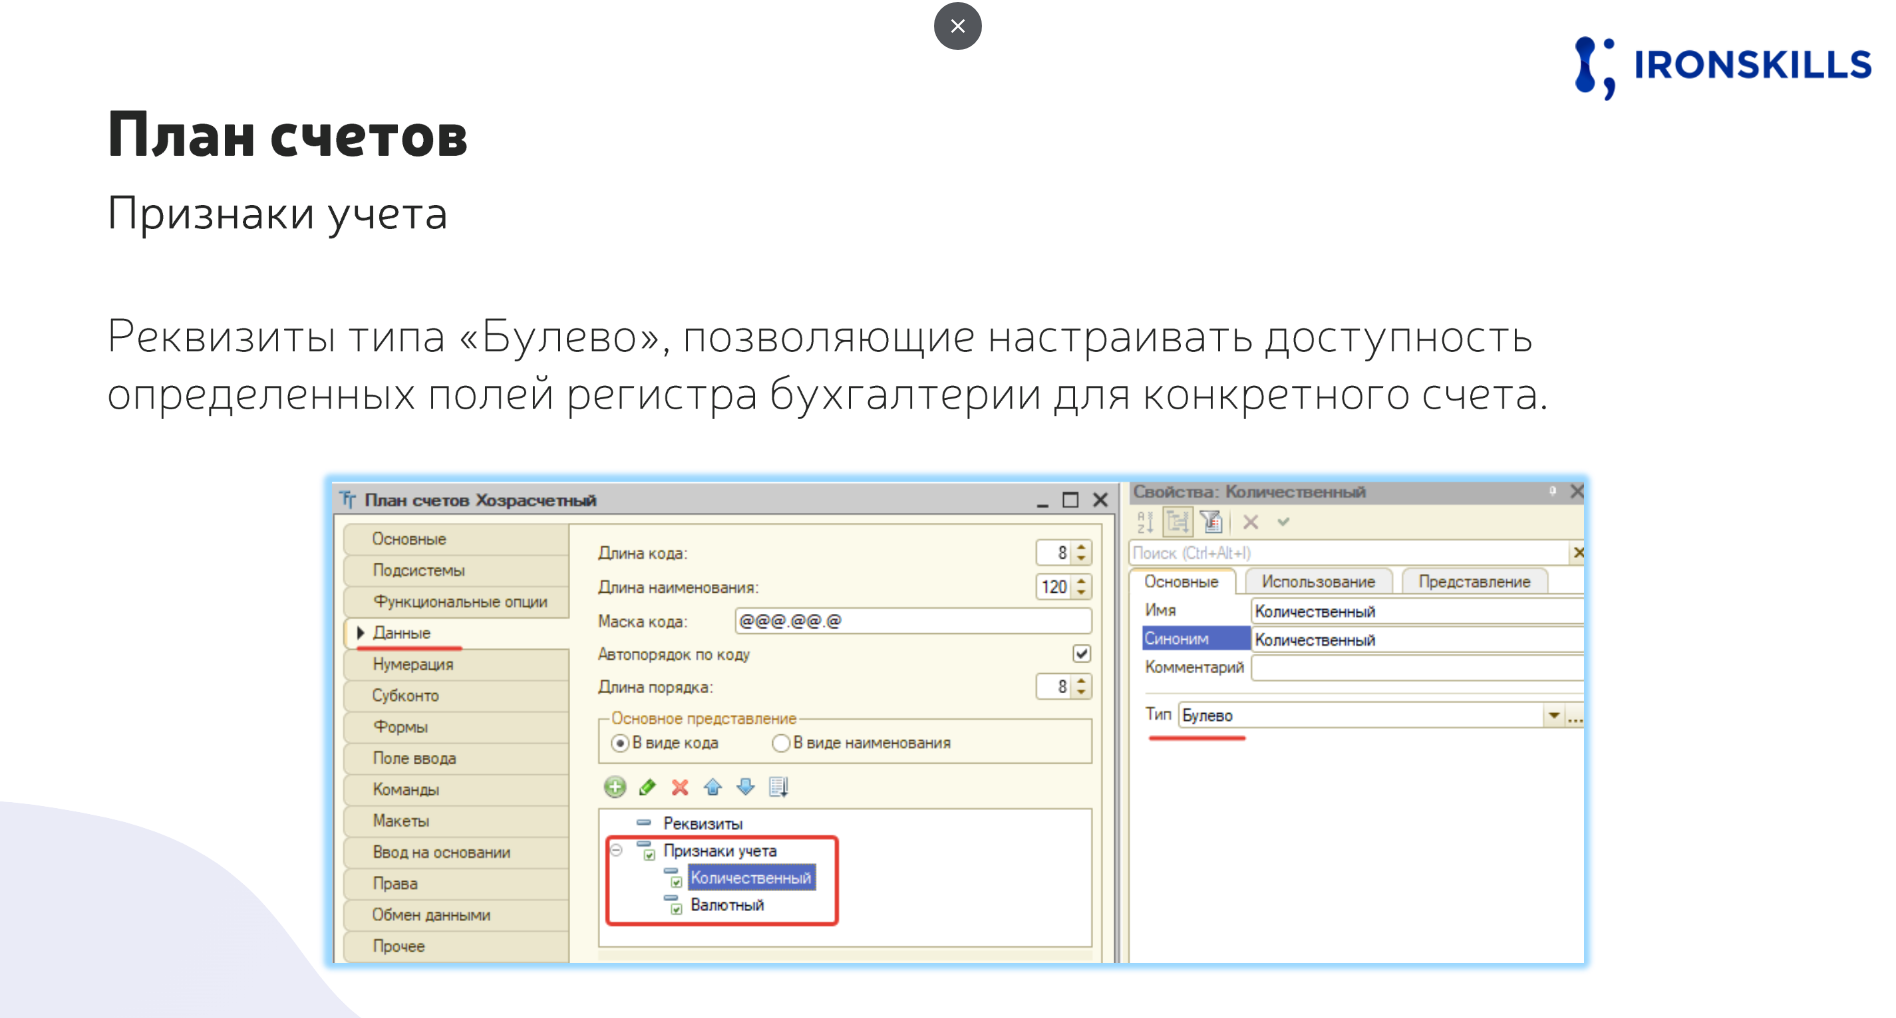 IRONSKILLS
План счетов
Признаки учета
Реквизиты типа «Булево», позволяющие настраивать доступность
определенных полей регистра бухгалтерии для конкретного счета.
План счетов Хозрасчетный
Основные
Подсистемы
Функциональные опции
Данные
Нумерация
Субконто
Формы
Поле ввода
Команды
Макеты
Ввод на основании
Права
Обмен данными
Прочее
Длина кода: 8
Длина наименования: 120
Маска кода: @@@.@@.@
Автопорядок по коду
Длина порядка: 8
Основное представление
В виде кода В виде наименования
Реквизиты
Признаки учета
Количественный
Валютный
Свойства: Количественный
Поиск (Ctrl+Alt+I)
Основные Использование Представление
Имя Количественный
Синоним Количественный
Комментарий
Тип Булево ...